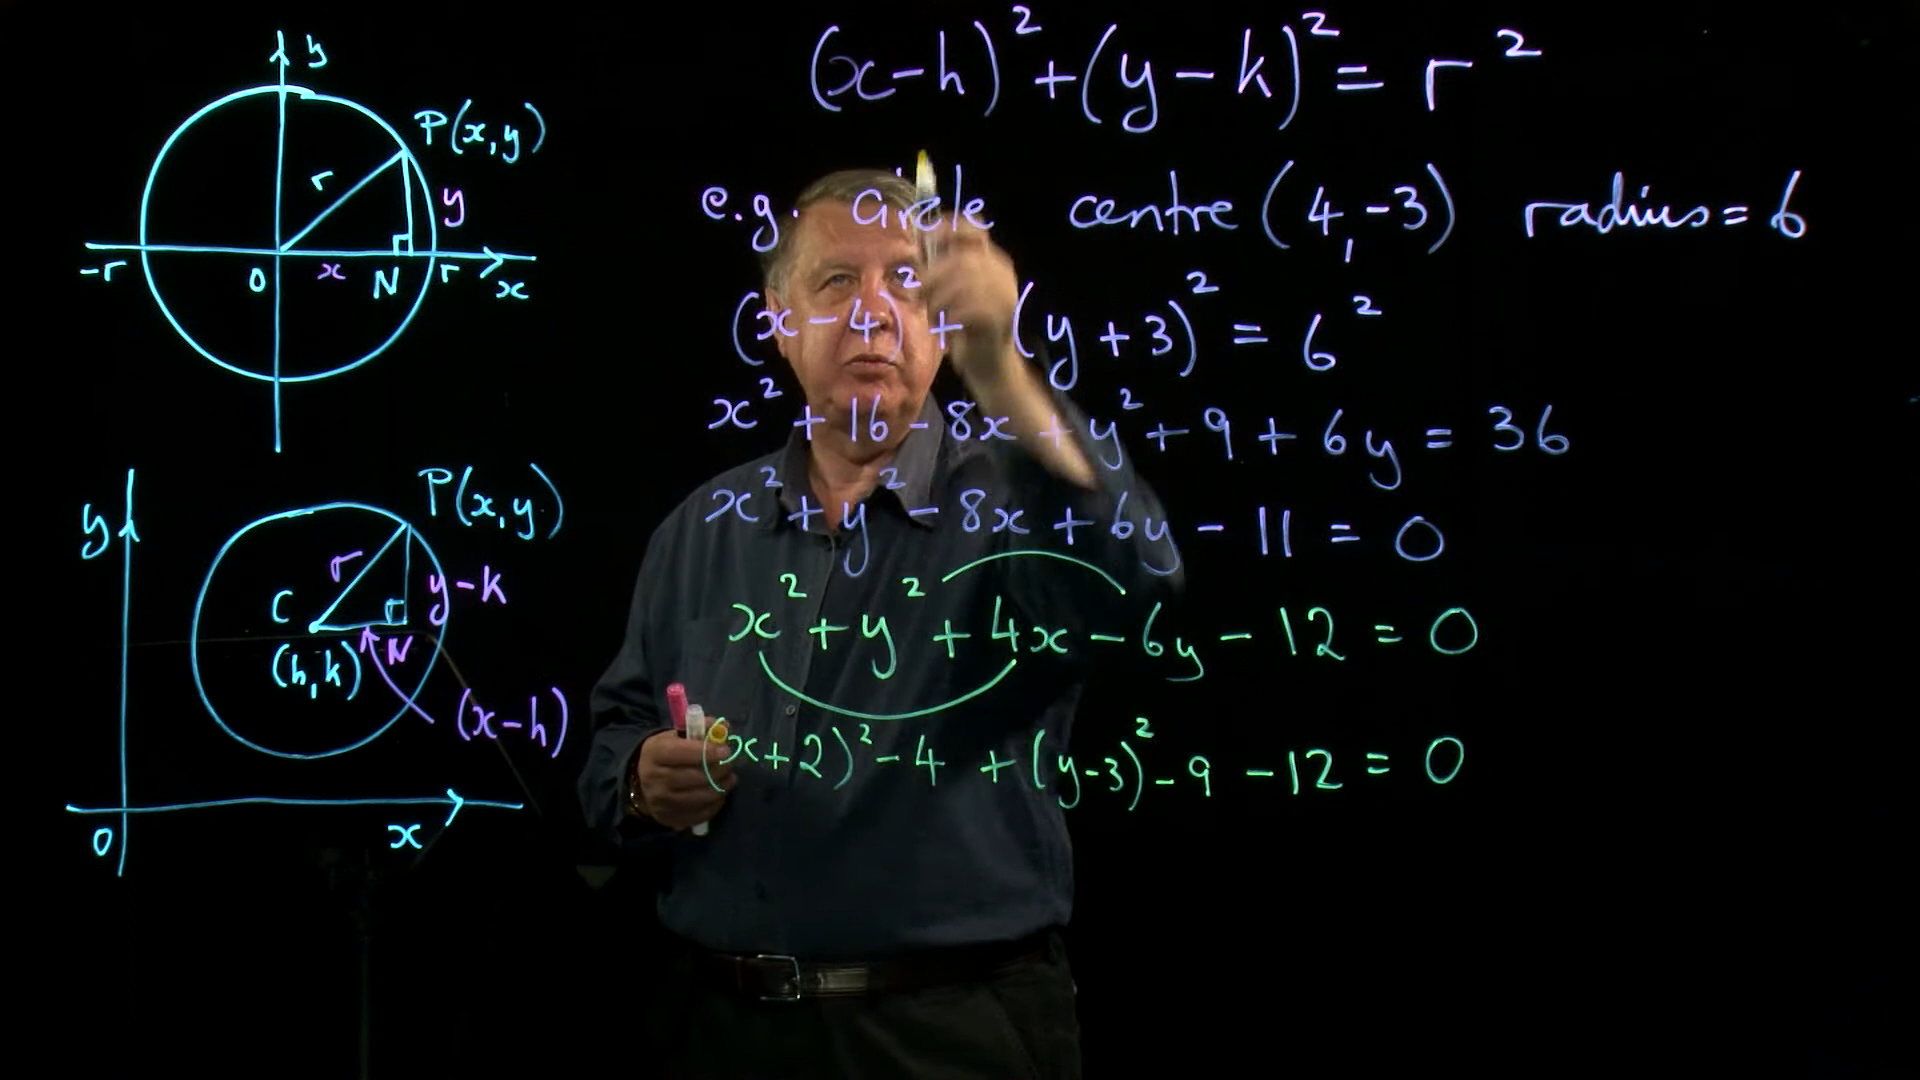 y
P(x,y)
r
y
-r
O
x
N
r
x
y
P(x,y)
r
y-k
C
(h,k)
N
(x-h)
O
x
(x-h)² + (y-k)² = r²
e.g. Circle centre (4,-3) radius = 6
(x-4)² + (y+3)² = 6²
x² + 16 - 8x + y² + 9 + 6y = 36
x² + y² - 8x + 6y - 11 = 0
x² + y² + 4x - 6y - 12 = 0
(x+2)² - 4 + (y-3)² - 9 - 12 = 0